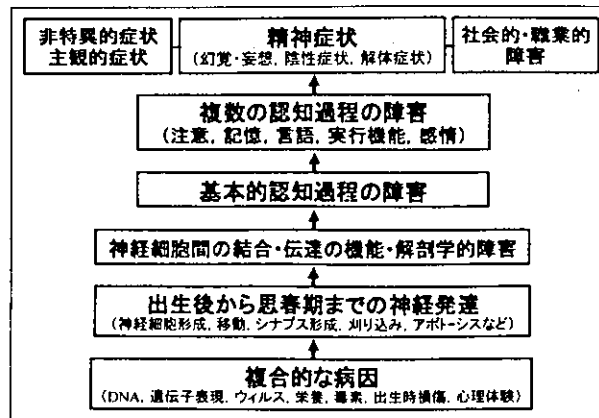 非特異的症状
主観的症状
精神症状
(幻覚・妄想, 陰性症状, 解体症状)
社会的・職業的
障害
複数の認知過程の障害
(注意, 記憶, 言語, 実行機能, 感情)
基本的認知過程の障害
神経細胞間の結合・伝達の機能・解剖学的障害
出生後から思春期までの神経発達
(神経細胞形成, 移動, シナプス形成, 刈り込み, アポトーシスなど)
複合的な病因
(DNA, 遺伝子表現, ウィルス, 栄養, 毒素, 出生時損傷, 心理体験)